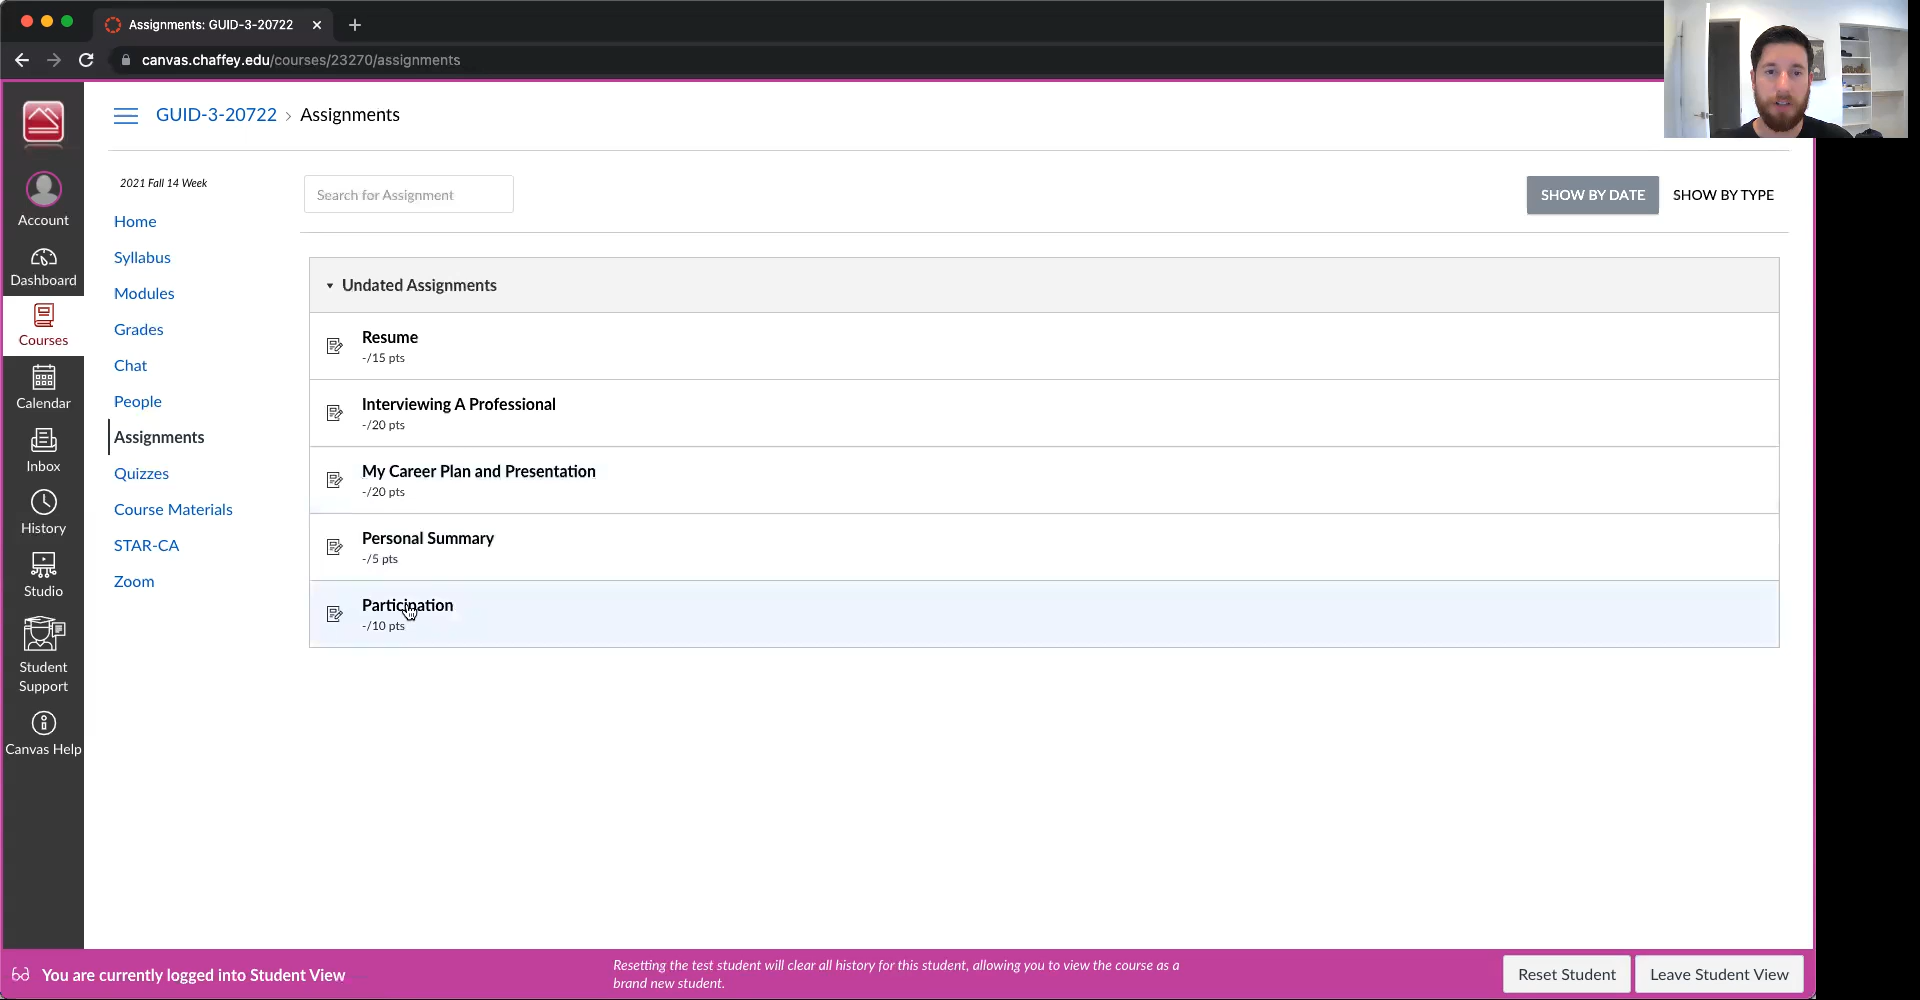 Assignments: GUID-3-20722
canvas.chaffey.edu/courses/23270/assignments
GUID-3-20722 › Assignments
Account
Dashboard
Courses
Calendar
Inbox
History
Studio
Student
Support
Canvas Help
2021 Fall 14 Week
Home
Syllabus
Modules
Grades
Chat
People
Assignments
Quizzes
Course Materials
STAR-CA
Zoom
Search for Assignment
SHOW BY DATE
SHOW BY TYPE
Undated Assignments
Resume
-/15 pts
Interviewing A Professional
-/20 pts
My Career Plan and Presentation
-/20 pts
Personal Summary
-/5 pts
Participation
-/10 pts
You are currently logged into Student View
Resetting the test student will clear all history for this student, allowing you to view the course as a
brand new student.
Reset Student
Leave Student View